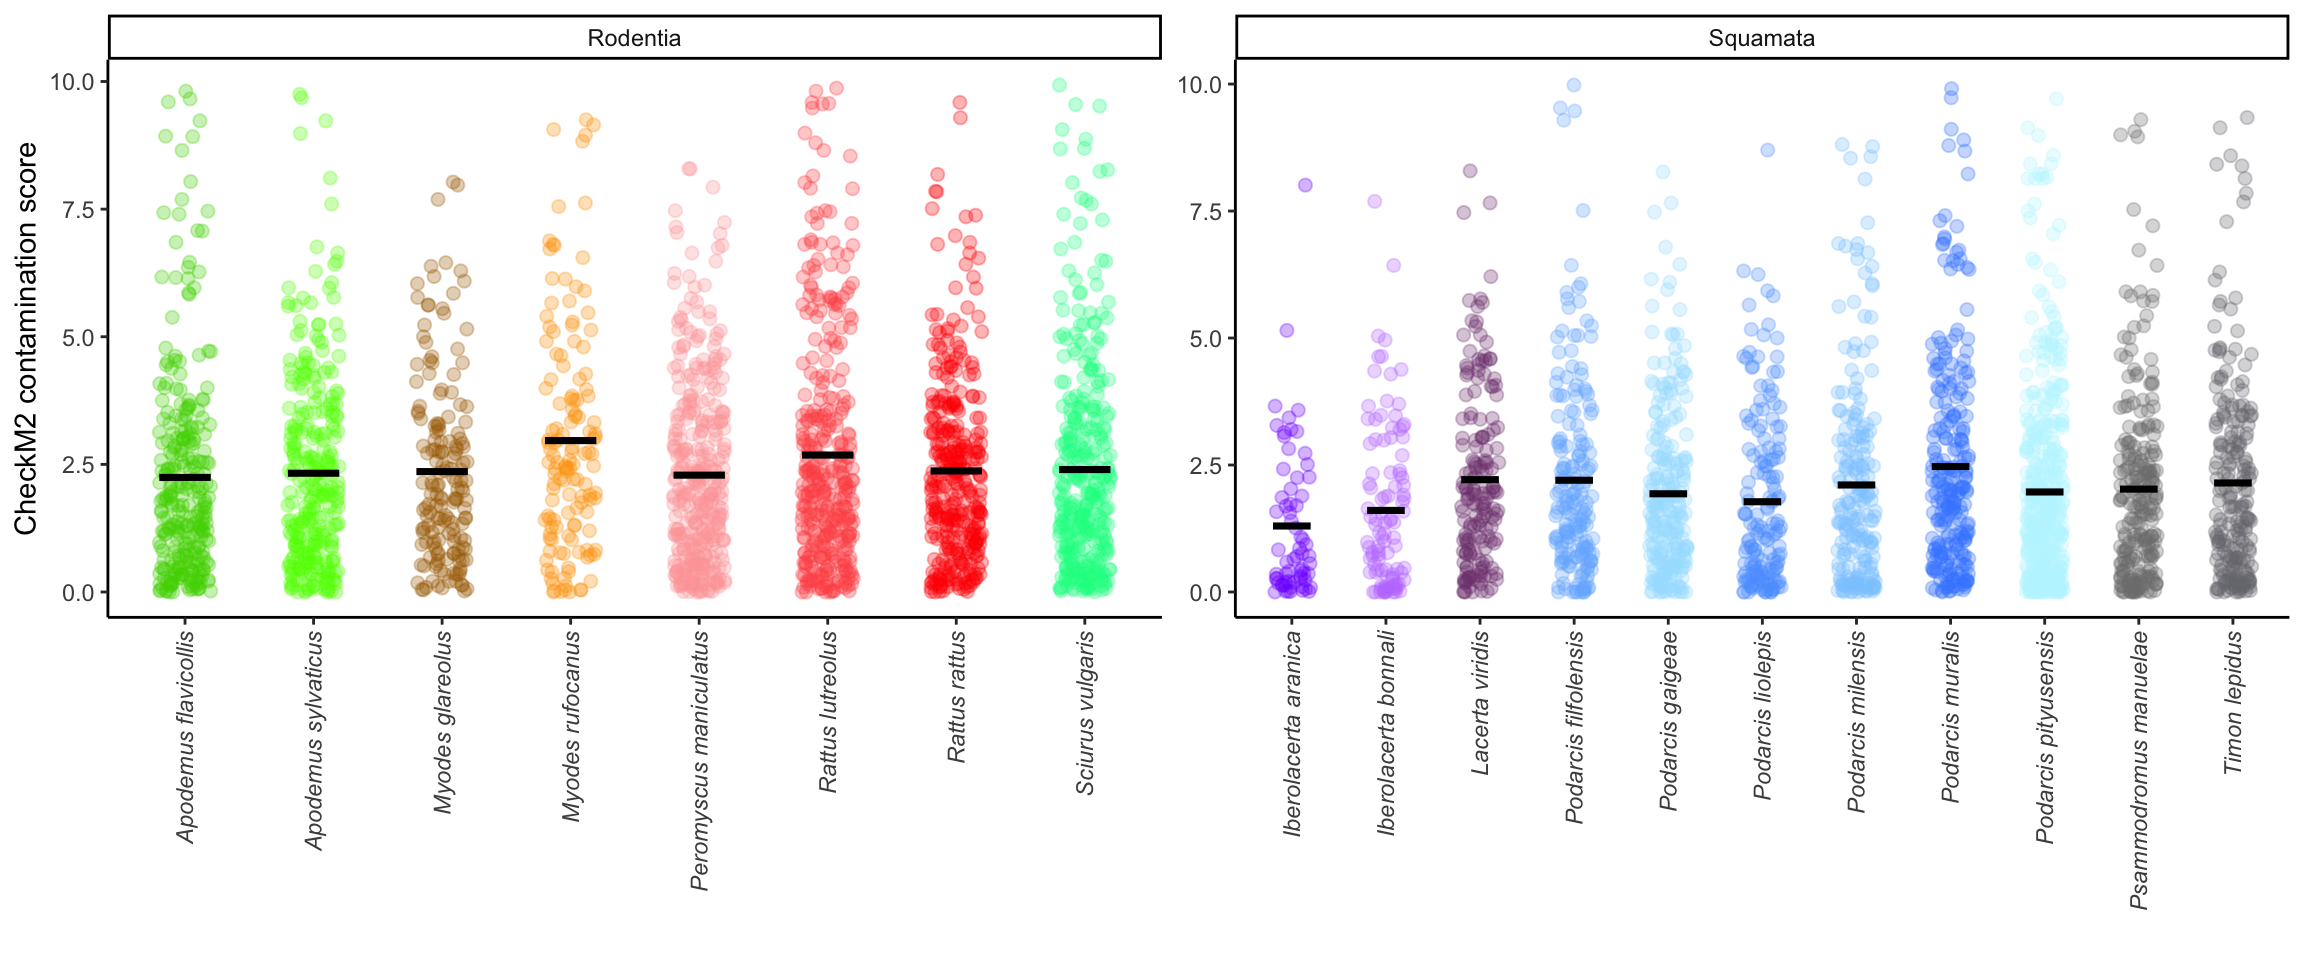 Rodentia
Squamata
CheckM2 contamination score
10.0
7.5
5.0
2.5
0.0
10.0
7.5
5.0
2.5
0.0
Apodemus flavicollis
Apodemus sylvaticus
Myodes glareolus
Myodes rufocanus
Peromyscus maniculatus
Rattus lutreolus
Rattus rattus
Sciurus vulgaris
Iberolacerta aranica
Iberolacerta bonnali
Lacerta viridis
Podarcis filfolensis
Podarcis gaigeae
Podarcis liolepis
Podarcis milensis
Podarcis muralis
Podarcis pityusensis
Psammodromus manuelae
Timon lepidus